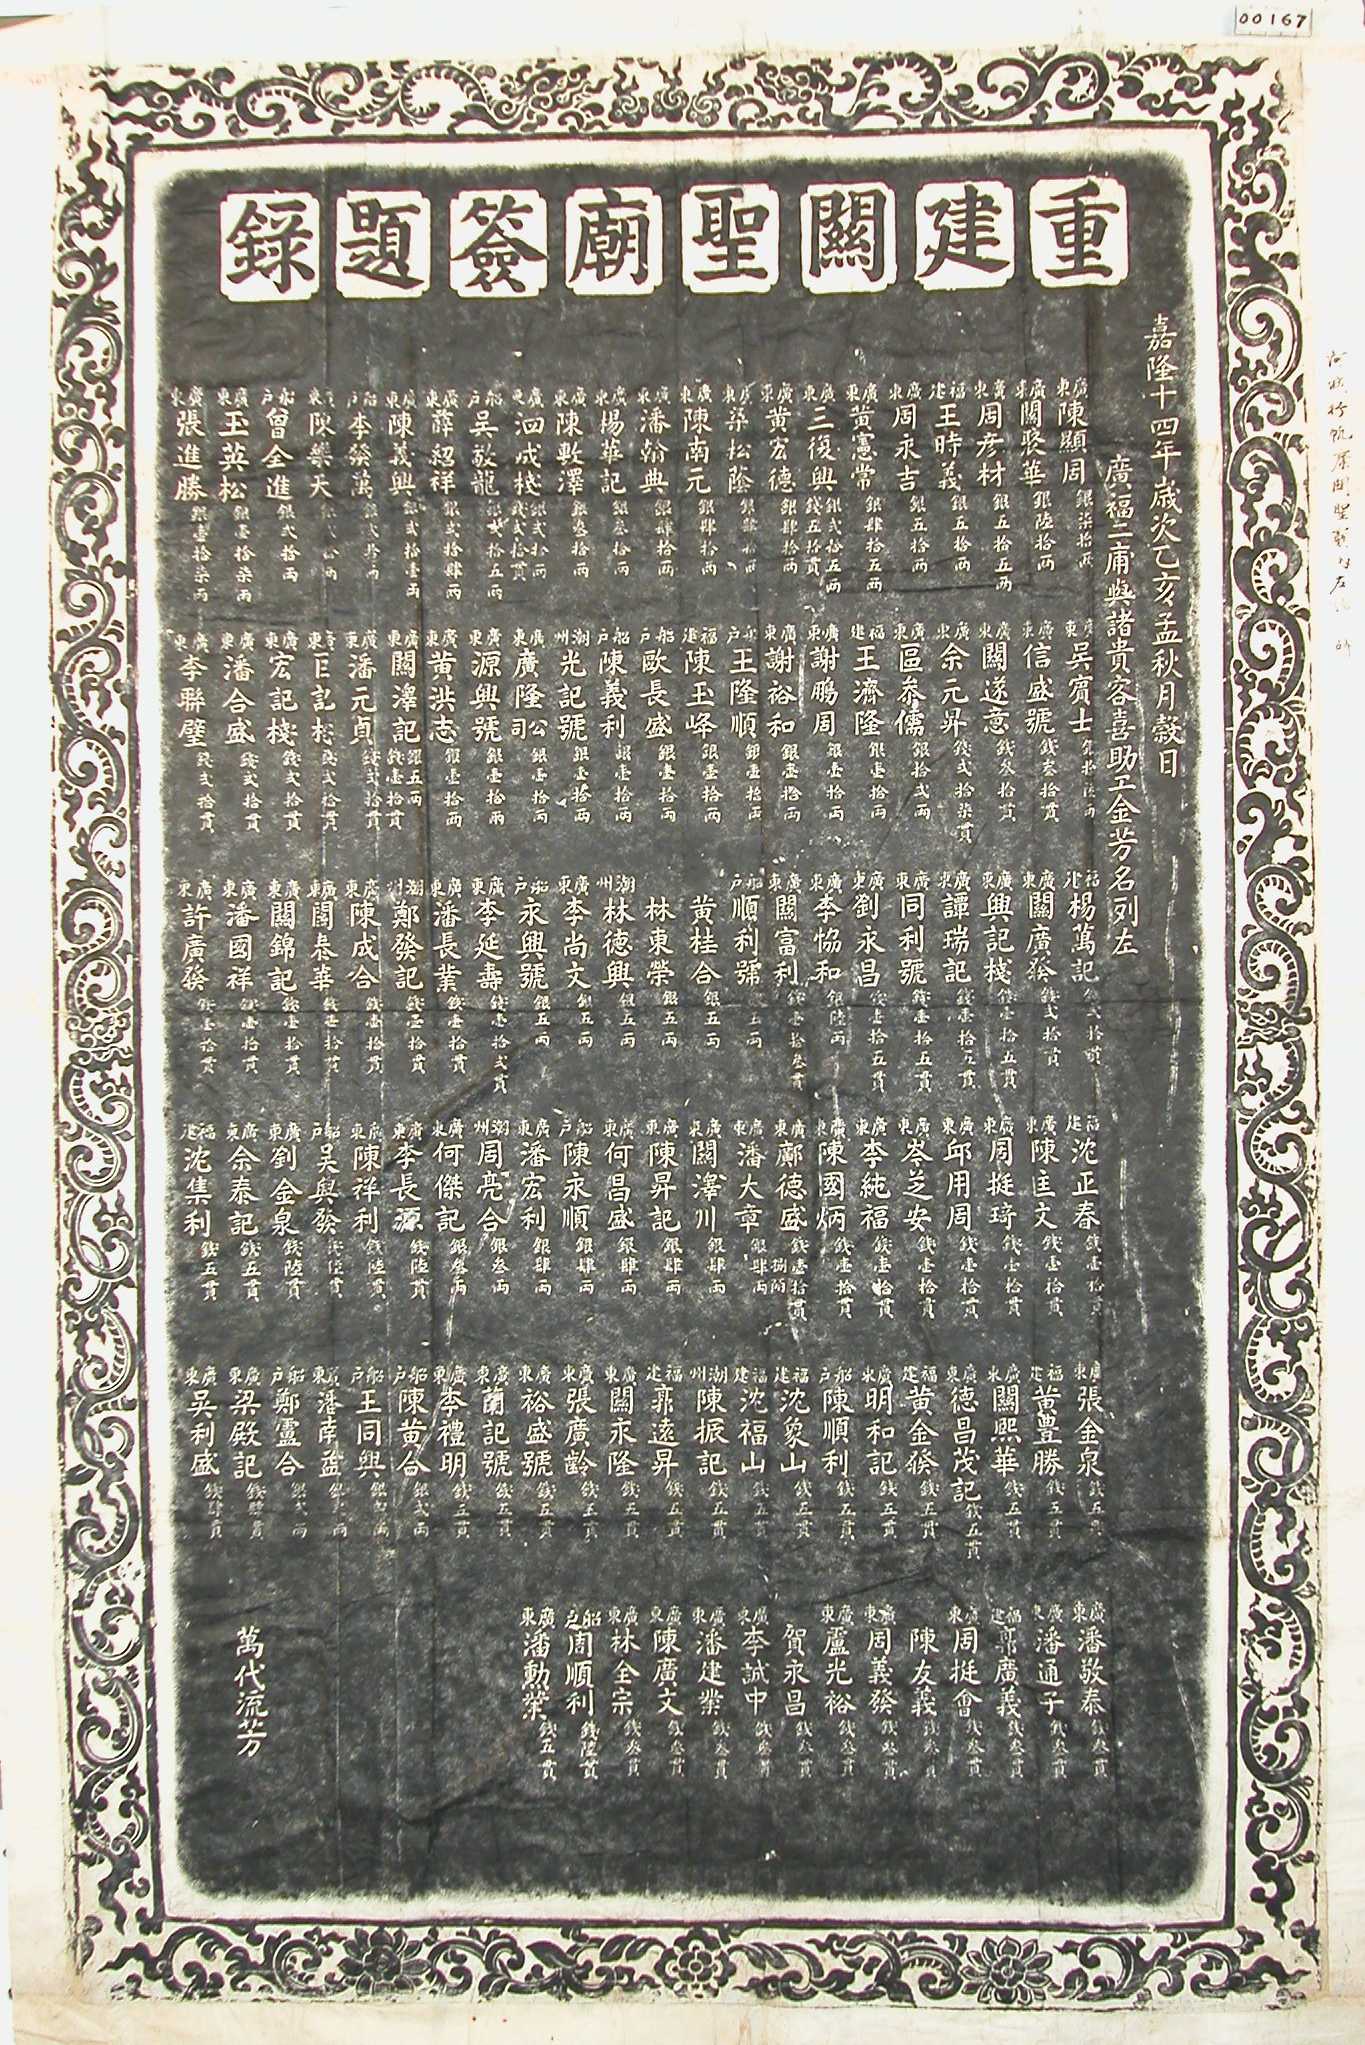 00167
重建關聖廟簽題錄
嘉隆十四年歲次乙亥孟秋月穀日
廣福二甫與諸貴客喜助工金芳名列左
廣東陳顯周銀柒拾兩
廣東關褧華銀陸拾兩
廣東周彥材銀五拾五兩
福建王時義銀五拾兩
廣東周永吉銀五拾兩
廣東黃憲常銀肆拾五兩
廣東三復興銀弍拾五兩錢五拾貫
廣東黃宏德銀肆拾兩
廣東梁松蔭銀肆拾兩
廣東陳南元銀肆拾兩
廣東潘翰典銀肆拾兩
廣東楊華記銀叁拾兩
廣東陳敷澤銀叁拾兩
廣東泗成棧銀弍拾兩錢弍拾貫
船戶吳敬龍銀弍拾五兩
廣東薛紹祥銀弍拾肆兩
廣東陳義興銀弍拾壹兩
船戶李發萬銀弍拾兩
廣東陳樂天銀弍拾兩
船戶曾全進銀弍拾兩
廣東玉英松銀壹拾柒兩
廣東張進勝銀壹拾柒兩
廣東吳賓士銀拾陸兩
廣東信盛號錢叁拾貫
廣東關遂意錢叁拾貫
廣東余元昇錢弍拾柒貫
廣東區叅儒銀拾弍兩
福建王濟隆銀壹拾兩
廣東謝鵬周銀壹拾兩
廣東謝裕和銀壹拾兩
船戶王隆順銀壹拾兩
福建陳玉峰銀壹拾兩
船戶歐長盛銀壹拾兩
船戶陳義利銀壹拾兩
潮州光記號銀壹拾兩
廣東廣隆公司銀壹拾兩
廣東源興號銀壹拾兩
廣東黃洪志銀壹拾兩
廣東關澤記銀五兩錢壹拾貫
廣東潘元貞錢弍拾貫
廣東巨記松錢弍拾貫
廣東宏記棧錢弍拾貫
廣東潘合盛錢弍拾貫
廣東李聯璧錢弍拾貫
福建楊萬記錢弍拾貫
廣東關廣發錢弍拾貫
廣東興記棧錢壹拾五貫
廣東譚瑞記錢壹拾五貫
廣東同利號錢壹拾五貫
廣東劉永昌錢壹拾五貫
廣東李恊和銀陸兩
廣東關富利錢壹拾叁貫
船戶順利號銀五兩
黃桂合銀五兩
林東榮銀五兩
潮州林德興銀五兩
廣東李尚文銀五兩
船戶永興號銀五兩
廣東李延壽錢壹拾弍貫
廣東潘長業錢壹拾貫
潮州鄭發記錢壹拾貫
廣東陳成合錢壹拾貫
廣東關泰華錢壹拾貫
廣東關錦記錢壹拾貫
廣東潘國祥錢壹拾貫
廣東許廣發錢壹拾貫
福建沈正春錢壹拾貫
廣東陳匡文錢壹拾貫
廣東周挺琦錢壹拾貫
廣東邱用周錢壹拾貫
廣東岑芝安錢壹拾貫
廣東李純福錢壹拾貫
廣東陳國炳錢壹拾貫
廣東鄺德盛錢壹拾貫捌陌
廣東潘大章銀肆兩
廣東關澤川銀肆兩
廣東陳昇記銀肆兩
廣東何昌盛銀肆兩
船戶陳永順銀肆兩
廣東潘宏利銀肆兩
潮州周亮合銀叁兩
廣東何傑記銀叁兩
廣東李長源錢陸貫
廣東陳祥利錢陸貫
船戶吳與發錢陸貫
廣東劉金泉錢陸貫
廣東余泰記錢五貫
福建沈集利錢五貫
廣東張金泉錢五貫
福建黃豊勝錢五貫
廣東關熙華錢五貫
廣東德昌茂記錢五貫
福建黃金發錢五貫
廣東明和記錢五貫
船戶陳順利錢五貫
福建沈象山錢五貫
福建沈福山錢五貫
潮州陳振記錢五貫
福建郭遠昇錢五貫
廣東關永隆錢五貫
廣東張廣齡錢五貫
廣東裕盛號錢五貫
廣東蘭記號錢五貫
廣東李禮明錢五貫
船戶陳黃合銀弍兩
船戶王同興銀弍兩
廣東潘南孟銀弍兩
船戶鄭靈合銀弍兩
廣東梁殿記錢肆貫
廣東吳利盛錢肆貫
廣東潘敬泰錢叁貫
廣東潘通子錢叁貫
福建郭廣義錢叁貫
廣東周挺會錢叁貫
陳友義錢叁貫
廣東周義發錢叁貫
廣東盧光裕錢叁貫
賀永昌錢叁貫
廣東李誠中錢叁貫
廣東潘建業錢叁貫
廣東陳廣文錢叁貫
廣東林全宗錢叁貫
船戶周順利錢陸貫
廣東潘勲榮錢五貫
萬代流芳